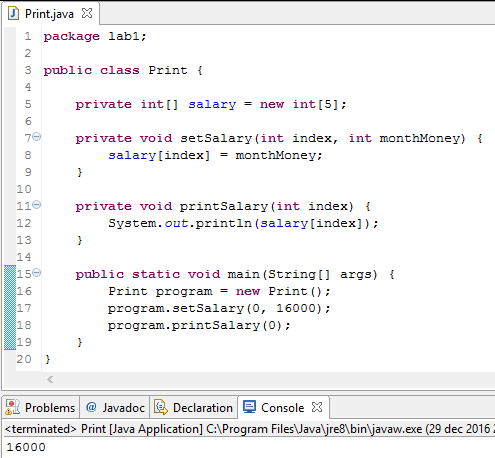 Print.java
1 package lab1;
2
3 public class Print {
4
5 private int[] salary = new int[5];
6
7 private void setSalary(int index, int monthMoney) {
8 salary[index] = monthMoney;
9 }
10
11 private void printSalary(int index) {
12 System.out.println(salary[index]);
13 }
14
15 public static void main(String[] args) {
16 Print program = new Print();
17 program.setSalary(0, 16000);
18 program.printSalary(0);
19 }
20 }
Problems @ Javadoc Declaration Console
<terminated> Print [Java Application] C:\Program Files\Java\jre8\bin\javaw.exe (29 dec 2016
16000